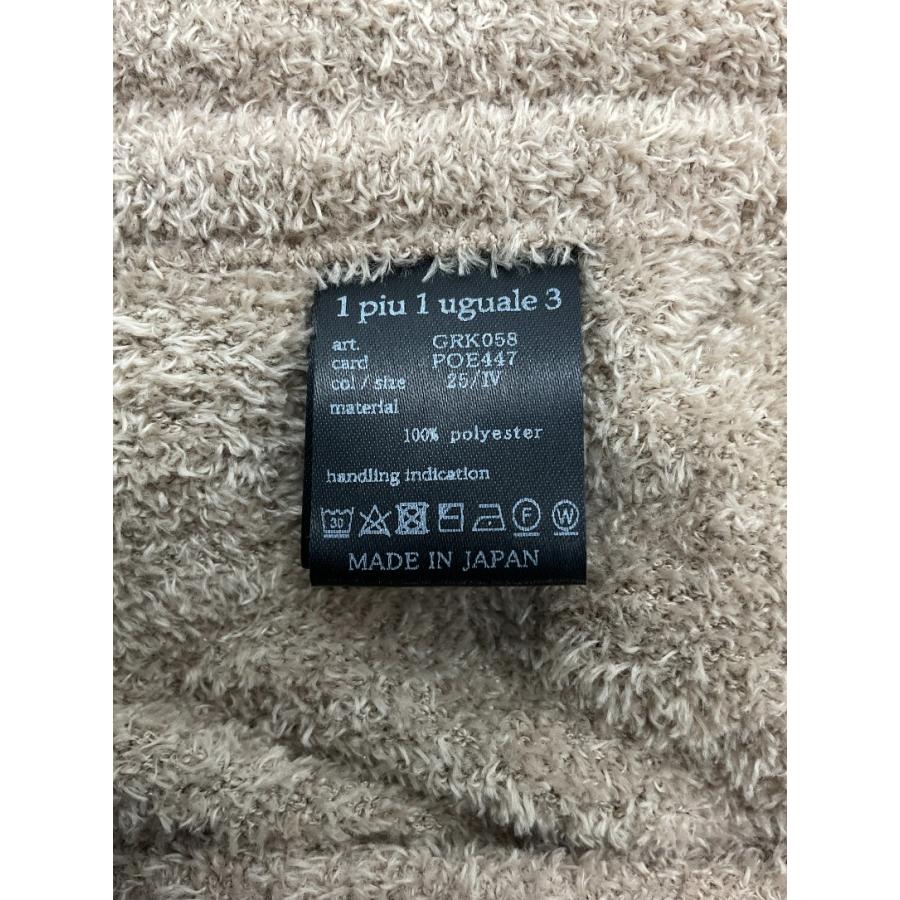 1 piu 1 uguale 3
art. GRK058
card POE447
col / size 25/IV
material
100% polyester
handling indication
30 F W
MADE IN JAPAN